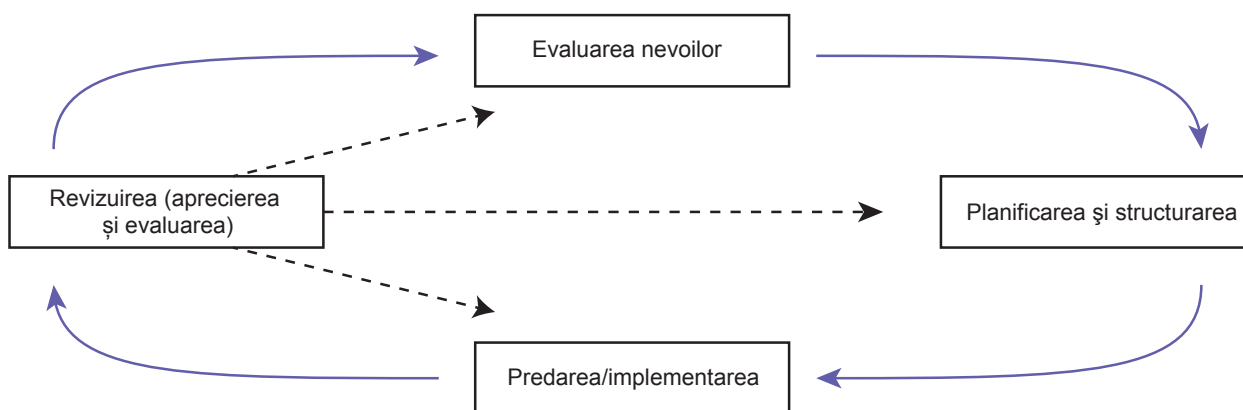 Evaluarea nevoilor
Revizuirea (aprecierea
și evaluarea)
Planificarea şi structurarea
Predarea/implementarea